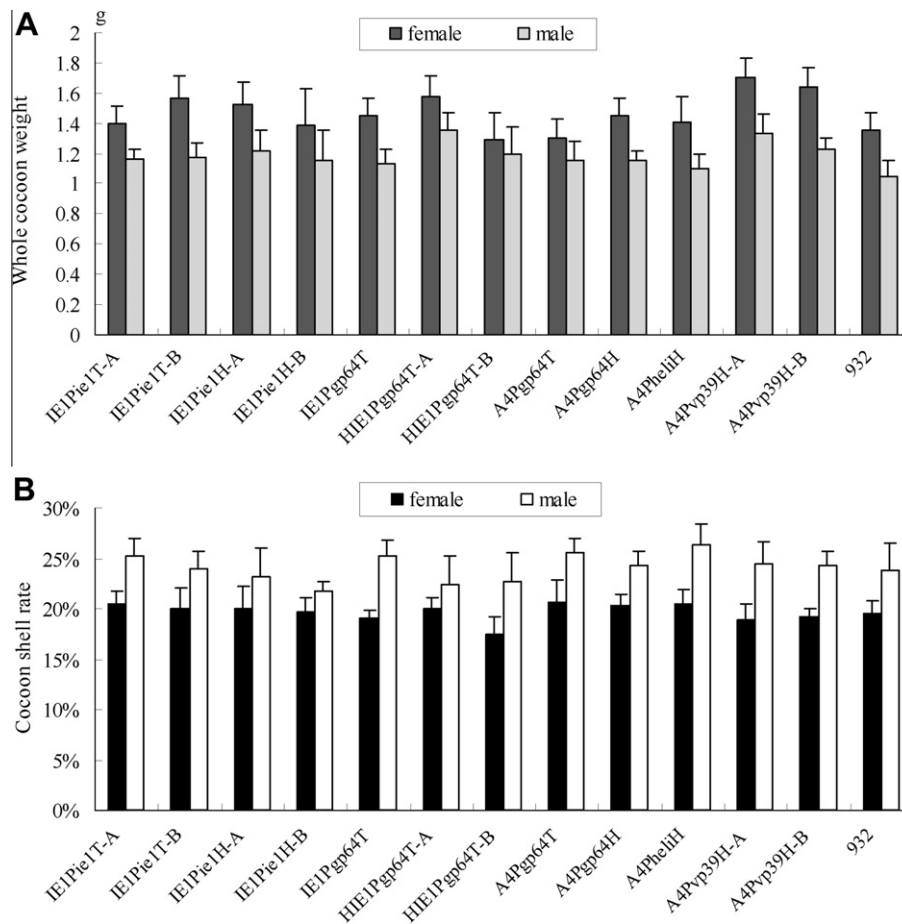 A
g
female male
Whole cocoon weight
2
1.8
1.6
1.4
1.2
1
0.8
0.6
0.4
0.2
0
IE1Pie1T-A
IE1Pie1T-B
IE1Pie1H-A
IE1Pie1H-B
IE1Pgp64T
HIE1Pgp64T-A
HIE1Pgp64T-B
A4Pgp64T
A4Pgp64H
A4PheliH
A4Pvp39H-A
A4Pvp39H-B
932
B
female male
Cocoon shell rate
30%
25%
20%
15%
10%
5%
0%
IE1Pie1T-A
IE1Pie1T-B
IE1Pie1H-A
IE1Pie1H-B
IE1Pgp64T
HIE1Pgp64T-A
HIE1Pgp64T-B
A4Pgp64T
A4Pgp64H
A4PheliH
A4Pvp39H-A
A4Pvp39H-B
932